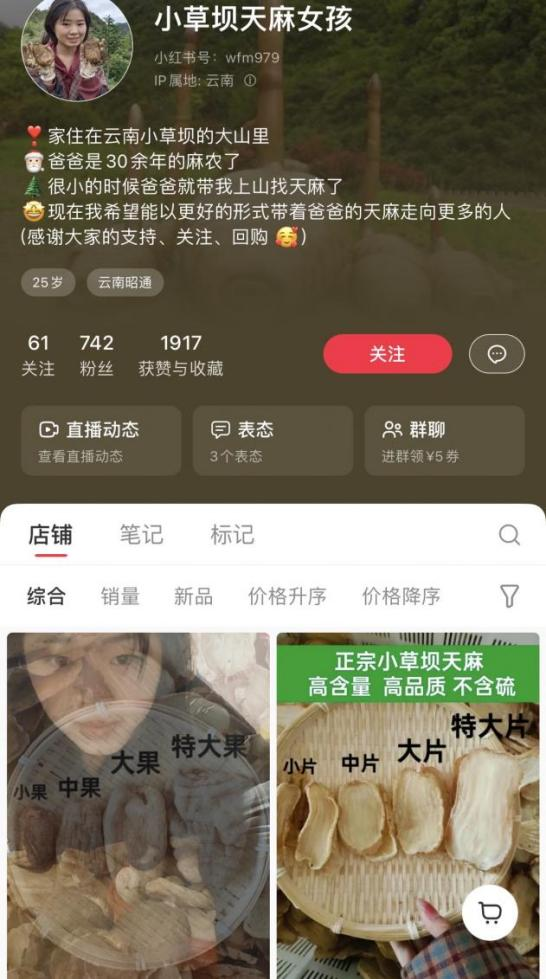 小草坝天麻女孩
小红书号：wfm979
IP属地：云南
❣️家住在云南小草坝的大山里
🎅爸爸是30余年的麻农了
🌲很小的时候爸爸就带我上山找天麻了
🤩现在我希望能以更好的形式带着爸爸的天麻走向更多的人
(感谢大家的支持、关注、回购 🥰)
25岁 云南昭通
61 742 1917
关注 粉丝 获赞与收藏 关注
直播动态 表态 群聊
查看直播动态 3个表态 进群领¥5券
店铺 笔记 标记
综合 销量 新品 价格升序 价格降序
小果 中果 大果 特大果
正宗小草坝天麻
高含量 高品质 不含硫
小片 中片 大片 特大片